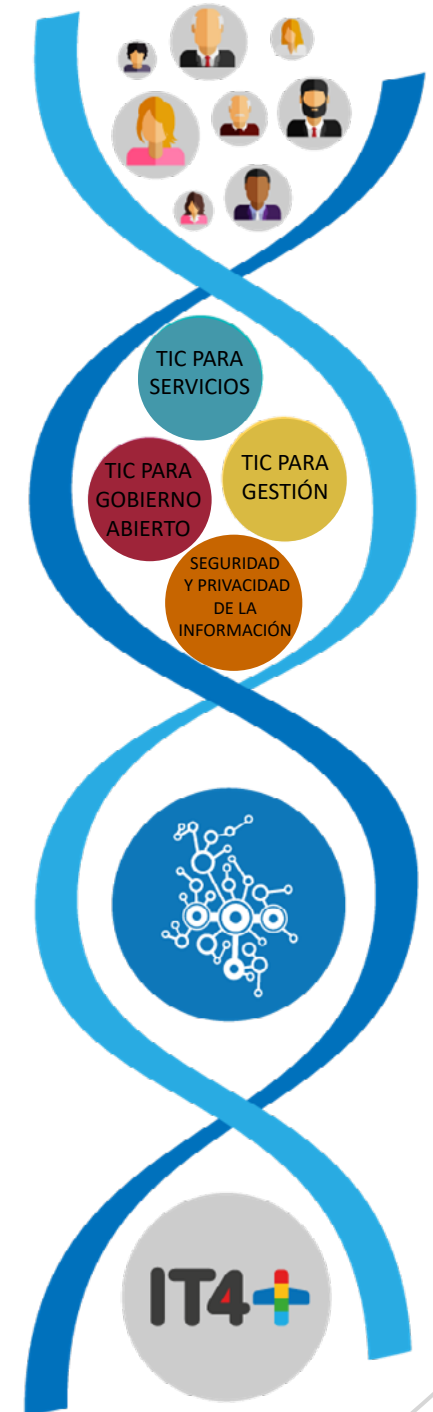 TIC PARA
SERVICIOS
TIC PARA
GESTIÓN
TIC PARA
GOBIERNO
ABIERTO
SEGURIDAD
Y PRIVACIDAD
DE LA
INFORMACIÓN
IT4+